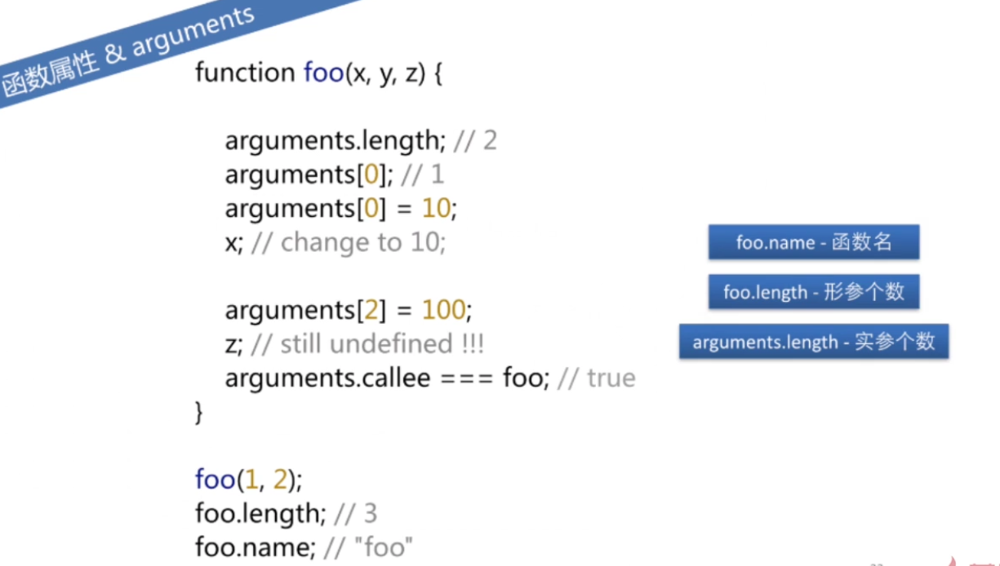 函数属性 & arguments
function foo(x, y, z) {
arguments.length; // 2
arguments[0]; // 1
arguments[0] = 10;
x; // change to 10;
arguments[2] = 100;
z; // still undefined !!!
arguments.callee === foo; // true
}
foo(1, 2);
foo.length; // 3
foo.name; // "foo"
foo.name - 函数名
foo.length - 形参个数
arguments.length - 实参个数